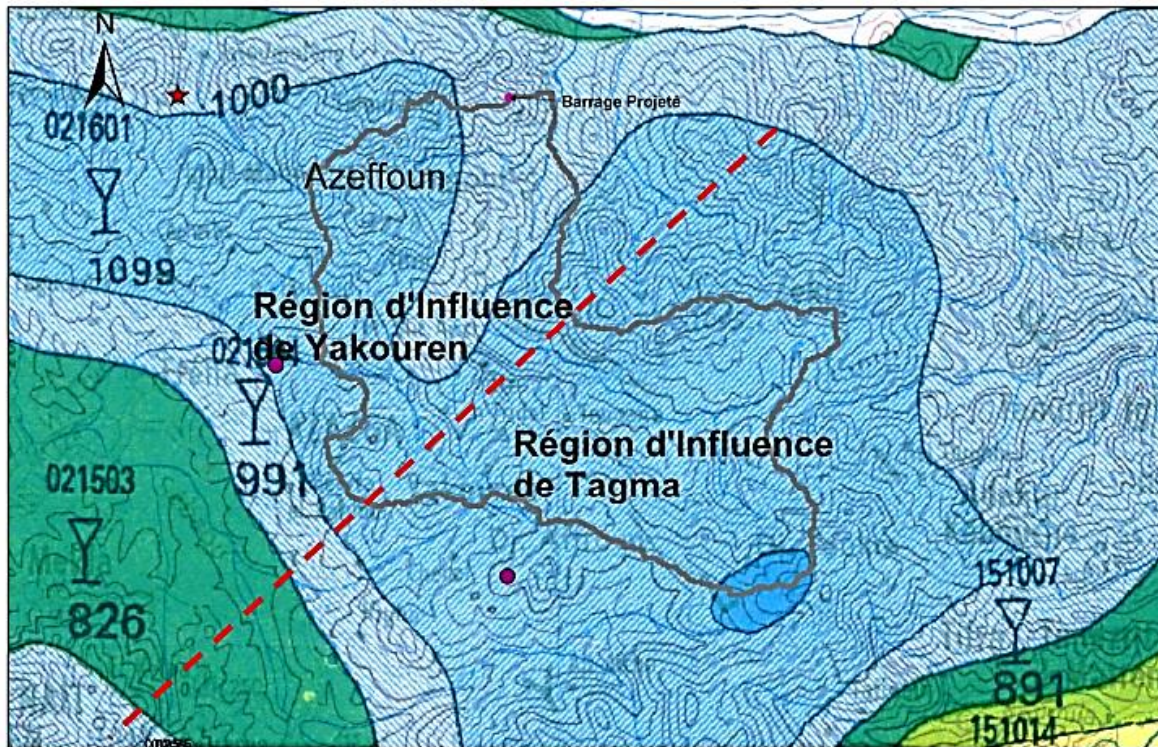 N
1000
021601
Barrage Projeté
Azeffoun
1099
Région d'Influence
de Yakouren
991
Région d'Influence
de Tagma
021503
826
151007
891
151014